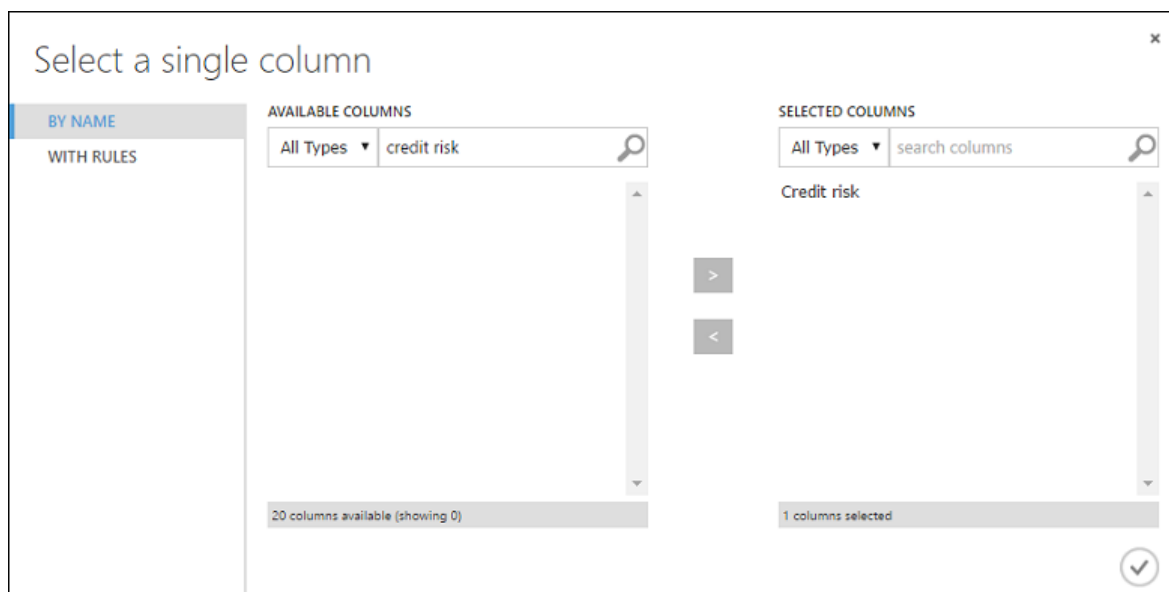 Select a single column
×
BY NAME
WITH RULES
AVAILABLE COLUMNS
All Types ▼ credit risk
20 columns available (showing 0)
>
<
SELECTED COLUMNS
All Types ▼ search columns
Credit risk
1 columns selected